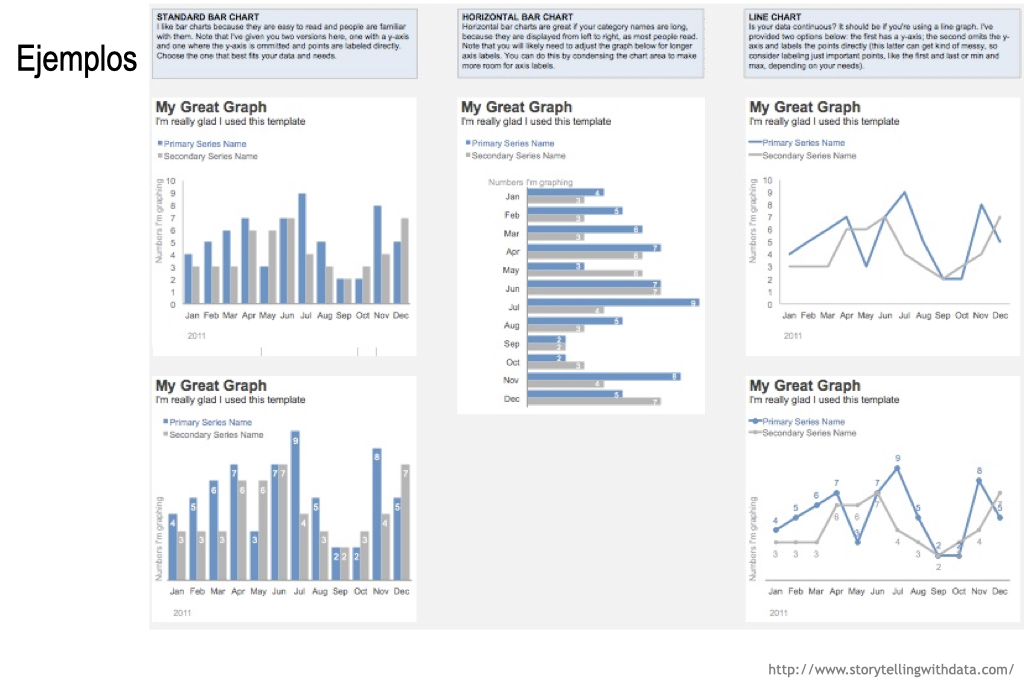 Ejemplos
STANDARD BAR CHART
I like bar charts because they are easy to read and people are familiar
with them. Note that I've given you two versions here, one with a y-axis
and one where the y-axis is ommitted and points are labeled directly.
Choose the one that best fits your data and needs.
HORIZONTAL BAR CHART
Horizontal bar charts are great if your category names are long,
because they are displayed from left to right, as most people read.
Note that you will likely need to adjust the graph below for longer
axis labels. You can do this by condensing the chart area to make
more room for axis labels.
LINE CHART
Is your data continuous? It should be if you're using a line graph. I've
provided two options below: the first has a y-axis; the second omits the y-
axis and labels the points directly (this latter can get kind of messy, so
consider labeling just important points, like the first and last or min and
max, depending on your needs).
My Great Graph
I'm really glad I used this template
Primary Series Name
Secondary Series Name
Numbers I'm graphing
10
9
8
7
6
5
4
3
2
1
0
Jan Feb Mar Apr May Jun Jul Aug Sep Oct Nov Dec
2011
My Great Graph
I'm really glad I used this template
Primary Series Name
Secondary Series Name
Numbers I'm graphing
Jan 4 3
Feb 5 3
Mar 6 3
Apr 7 6
May 3 6
Jun 7 7
Jul 9 4
Aug 5 3
Sep 2 2
Oct 2 3
Nov 8 4
Dec 5 7
My Great Graph
I'm really glad I used this template
Primary Series Name
Secondary Series Name
Numbers I'm graphing
10
9
8
7
6
5
4
3
2
1
0
Jan Feb Mar Apr May Jun Jul Aug Sep Oct Nov Dec
2011
My Great Graph
I'm really glad I used this template
Primary Series Name
Secondary Series Name
Numbers I'm graphing
4 3 5 3 6 3 7 6 3 6 7 7 9 4 5 3 2 2 2 3 8 4 5 7
Jan Feb Mar Apr May Jun Jul Aug Sep Oct Nov Dec
2011
My Great Graph
I'm really glad I used this template
Primary Series Name
Secondary Series Name
Numbers I'm graphing
4 5 6 7 3 7 9 5 2 2 8 5
3 3 3 6 6 7 4 3 2 3 4 7
Jan Feb Mar Apr May Jun Jul Aug Sep Oct Nov Dec
2011
http://www.storytellingwithdata.com/